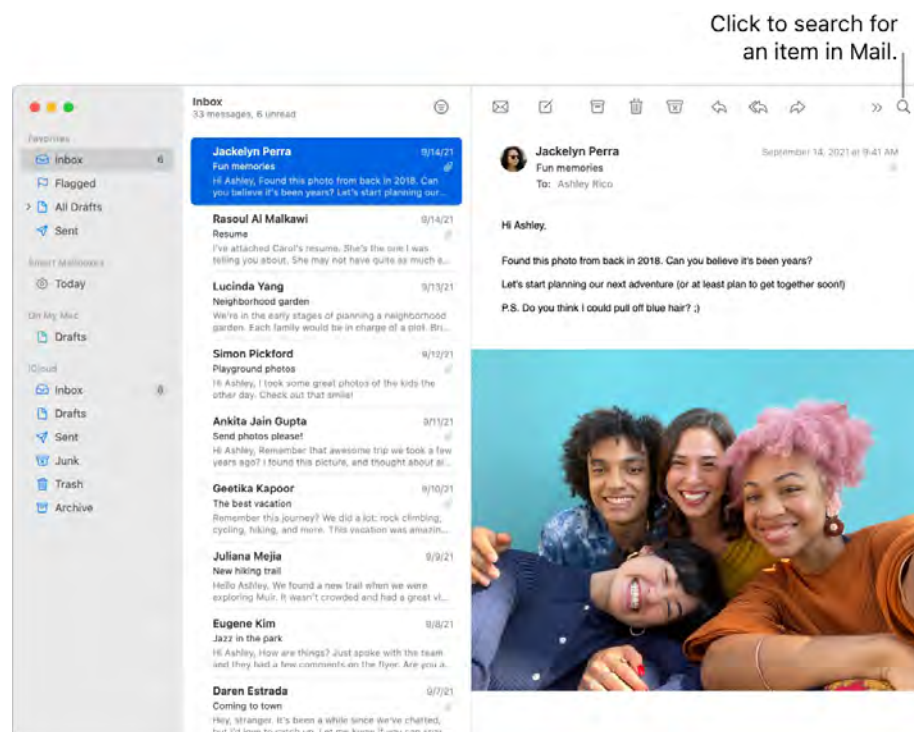 Click to search for
an item in Mail.
Inbox
33 messages, 6 unread
Favorites
Inbox 6
Flagged
All Drafts
Sent
Smart Mailboxes
Today
On My Mac
Drafts
iCloud
Inbox 6
Drafts
Sent
Junk
Trash
Archive
Jackelyn Perra 9/14/21
Fun memories
Hi Ashley, Found this photo from back in 2018. Can
you believe it's been years? Let's start planning our...
Rasoul Al Malkawi 9/14/21
Resume
I've attached Carol's resume. She's the one I was
telling you about. She may not have quite as much e...
Lucinda Yang 9/13/21
Neighborhood garden
We're in the early stages of planning a neighborhood
garden. Each family would be in charge of a plot. Bri...
Simon Pickford 9/12/21
Playground photos
Hi Ashley, I took some great photos of the kids the
other day. Check out that smile!
Ankita Jain Gupta 9/11/21
Send photos please!
Hi Ashley, Remember that awesome trip we took a few
years ago? I found this picture, and thought about al...
Geetika Kapoor 9/10/21
The best vacation
Remember this journey? We did a lot: rock climbing,
cycling, hiking, and more. This vacation was amazin...
Juliana Mejia 9/9/21
New hiking trail
Hello Ashley, We found a new trail when we were
exploring Muir. It wasn't crowded and had a great vi...
Eugene Kim 9/8/21
Jazz in the park
Hi Ashley, How are things? Just spoke with the team
and they had a few comments on the flyer. Are you a...
Daren Estrada 9/7/21
Coming to town
Hey, stranger. It's been a while since we've chatted,
but I'd love to catch up. Let me know if you can
Jackelyn Perra September 14, 2021 at 9:41 AM
Fun memories
To: Ashley Rico
Hi Ashley,
Found this photo from back in 2018. Can you believe it's been years?
Let's start planning our next adventure (or at least plan to get together soon!)
P.S. Do you think I could pull off blue hair? ;)